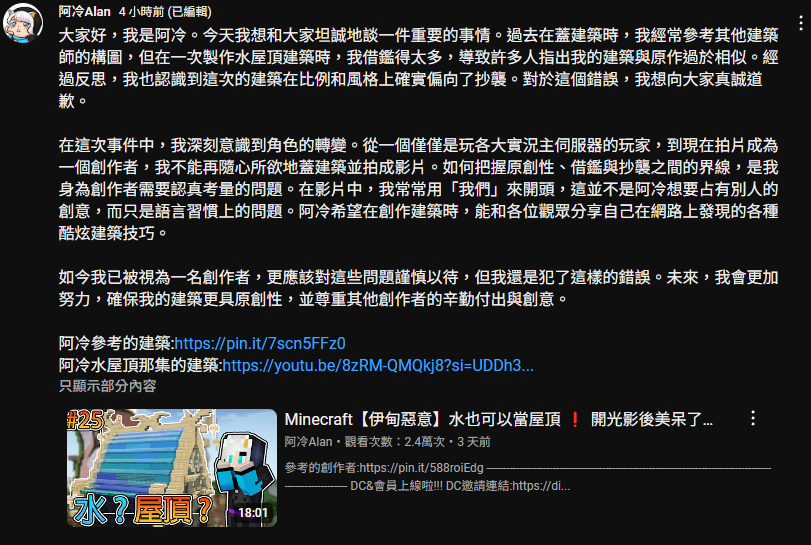 阿冷Alan 4 小時前 (已編輯)
大家好，我是阿冷。今天我想和大家坦誠地談一件重要的事情。過去在蓋建築時，我經常參考其他建築
師的構圖，但在一次製作水屋頂建築時，我借鑑得太多，導致許多人指出我的建築與原作過於相似。經
過反思，我也認識到這次的建築在比例和風格上確實偏向了抄襲。對於這個錯誤，我想向大家真誠道
歉。
在這次事件中，我深刻意識到角色的轉變。從一個僅僅是玩各大實況主伺服器的玩家，到現在拍片成為
一個創作者，我不能再隨心所欲地蓋建築並拍成影片。如何把握原創性、借鑑與抄襲之間的界線，是我
身為創作者需要認真考量的問題。在影片中，我常常用「我們」來開頭，這並不是阿冷想要占有別人的
創意，而只是語言習慣上的問題。阿冷希望在創作建築時，能和各位觀眾分享自己在網路上發現的各種
酷炫建築技巧。
如今我已被視為一名創作者，更應該對這些問題謹慎以待，但我還是犯了這樣的錯誤。未來，我會更加
努力，確保我的建築更具原創性，並尊重其他創作者的辛勤付出與創意。
阿冷參考的建築:https://pin.it/7scn5FFz0
阿冷水屋頂那集的建築:https://youtu.be/8zRM-QMQkj8?si=UDDh3...
只顯示部分內容
#25
水？屋頂？
18:01
Minecraft【伊甸惡意】水也可以當屋頂❗ 開光影後美呆了...
阿冷Alan・觀看次數：2.4萬次・3 天前
參考的創作者:https://pin.it/588roiEdg ----------------------------------------
-------------------- DC&會員上線啦!!! DC邀請連結:https://di...